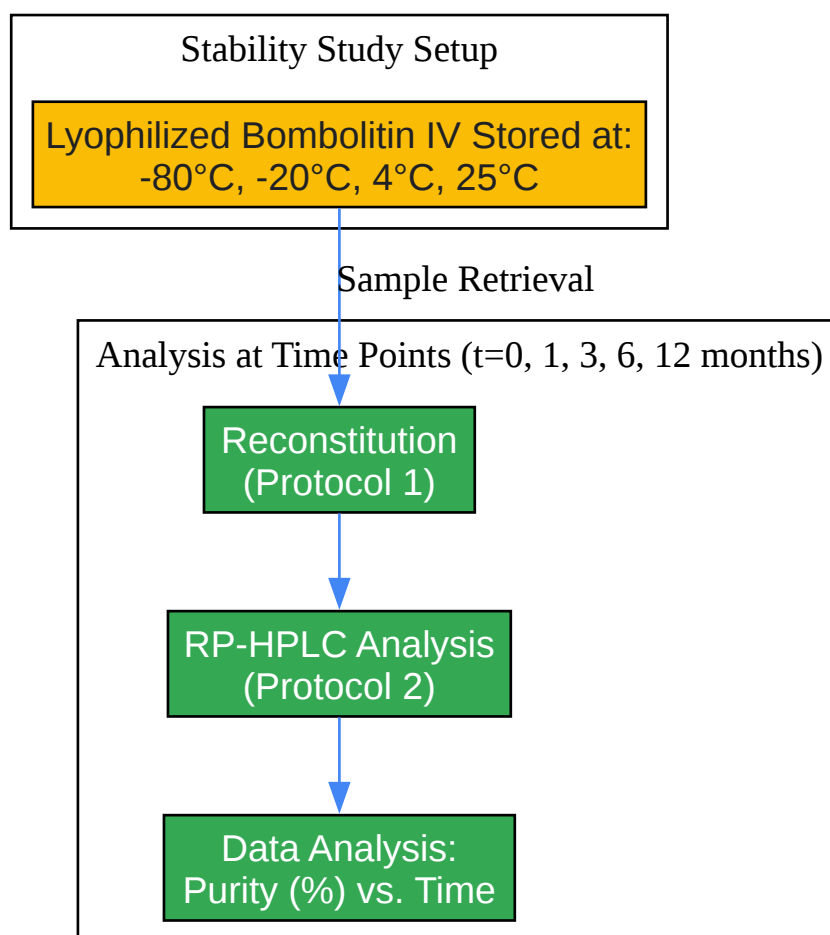 Stability Study Setup
Lyophilized Bombolitin IV Stored at:
-80°C, -20°C, 4°C, 25°C
Sample Retrieval
Analysis at Time Points (t=0, 1, 3, 6, 12 months)
Reconstitution
(Protocol 1)
RP-HPLC Analysis
(Protocol 2)
Data Analysis:
Purity (%) vs. Time